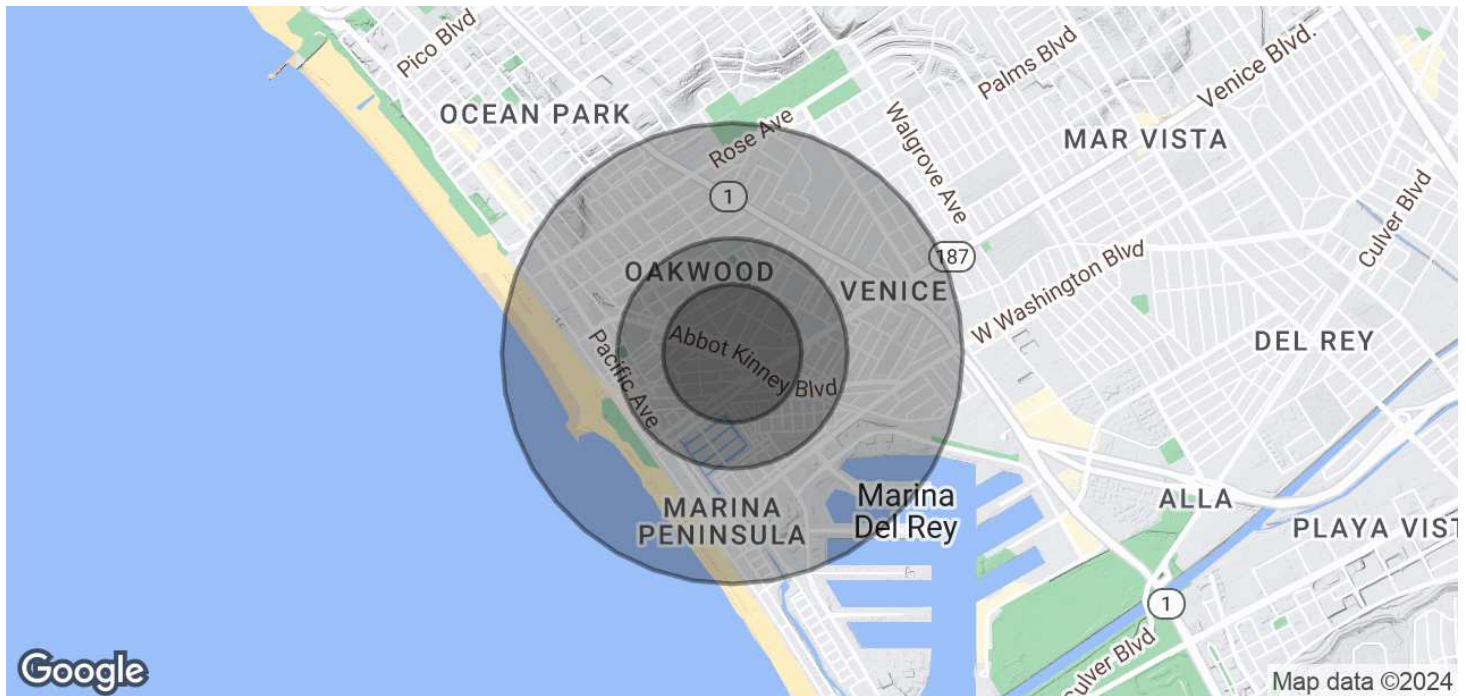 Pico Blvd
OCEAN PARK
Palms Blvd
Venice Blvd.
Rose Ave
Walgrove Ave
MAR VISTA
1
Culver Blvd
187
OAKWOOD
VENICE
W Washington Blvd
Abbot Kinney Blvd
Pacific Ave
DEL REY
MARINA
PENINSULA
Marina
Del Rey
ALLA
PLAYA VIST
1
Culver Blvd
Google
Map data ©2024